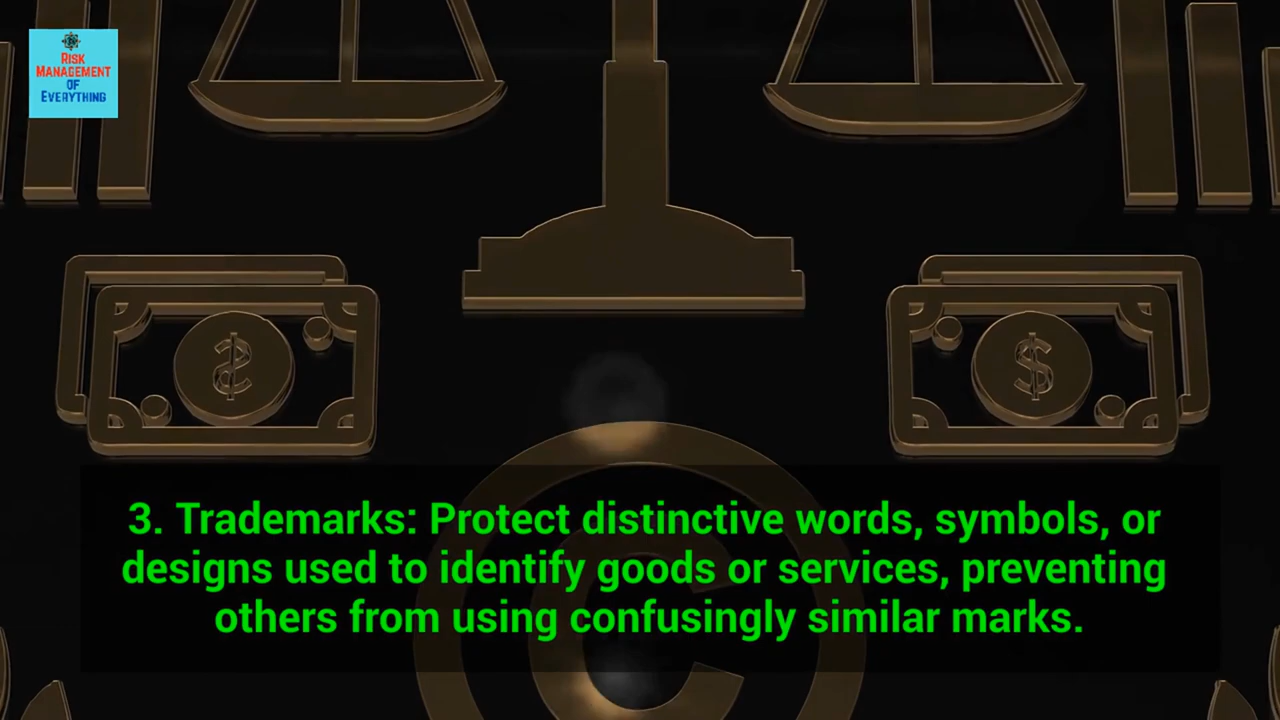 RISK
MANAGEMENT
OF
EVERYTHING
$
$
3. Trademarks: Protect distinctive words, symbols, or
designs used to identify goods or services, preventing
others from using confusingly similar marks.